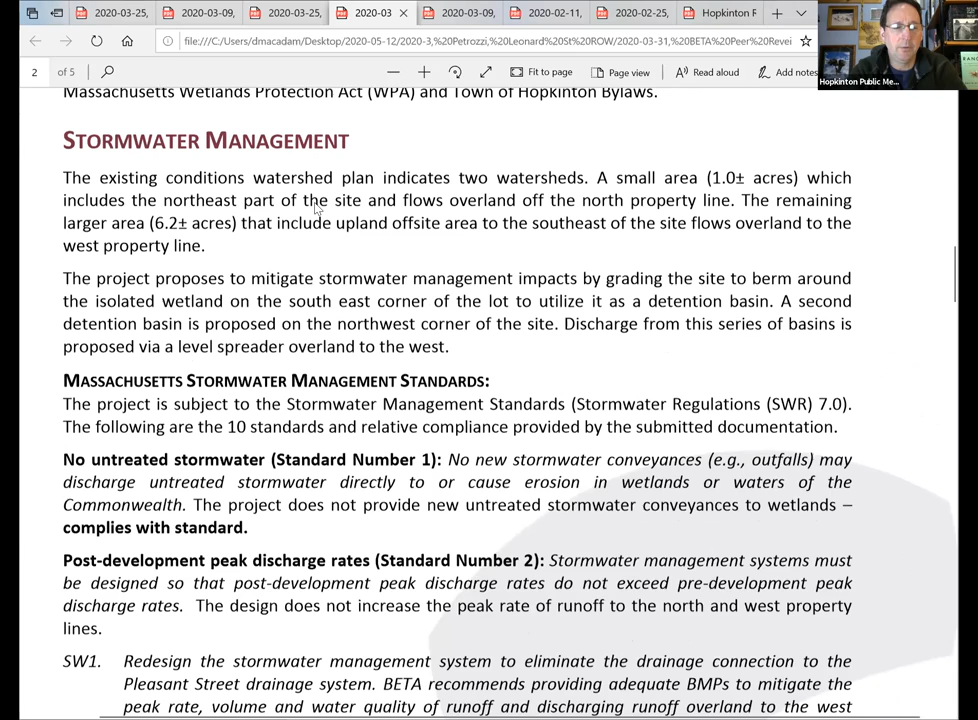 2020-03-25,
2020-03-09,
2020-03-25,
2020-03
2020-03-09,
2020-02-11,
2020-02-25,
Hopkinton F
file:///C:/Users/dmacadam/Desktop/2020-05-12/2020-3,%20Petrozzi,Leonard%20St%20ROW/2020-03-31,%20BETA%20Peer%20Revei
2 of 5
Fit to page
Page view
Read aloud
Add notes
Hopkinton Public Me...
Massachusetts Wetlands Protection Act (WPA) and Town of Hopkinton Bylaws.
STORMWATER MANAGEMENT
The existing conditions watershed plan indicates two watersheds. A small area (1.0± acres) which
includes the northeast part of the site and flows overland off the north property line. The remaining
larger area (6.2± acres) that include upland offsite area to the southeast of the site flows overland to the
west property line.
The project proposes to mitigate stormwater management impacts by grading the site to berm around
the isolated wetland on the south east corner of the lot to utilize it as a detention basin. A second
detention basin is proposed on the northwest corner of the site. Discharge from this series of basins is
proposed via a level spreader overland to the west.
MASSACHUSETTS STORMWATER MANAGEMENT STANDARDS:
The project is subject to the Stormwater Management Standards (Stormwater Regulations (SWR) 7.0).
The following are the 10 standards and relative compliance provided by the submitted documentation.
No untreated stormwater (Standard Number 1): No new stormwater conveyances (e.g., outfalls) may
discharge untreated stormwater directly to or cause erosion in wetlands or waters of the
Commonwealth. The project does not provide new untreated stormwater conveyances to wetlands –
complies with standard.
Post-development peak discharge rates (Standard Number 2): Stormwater management systems must
be designed so that post-development peak discharge rates do not exceed pre-development peak
discharge rates. The design does not increase the peak rate of runoff to the north and west property
lines.
SW1. Redesign the stormwater management system to eliminate the drainage connection to the
Pleasant Street drainage system. BETA recommends providing adequate BMPs to mitigate the
peak rate, volume and water quality of runoff and discharging runoff overland to the west